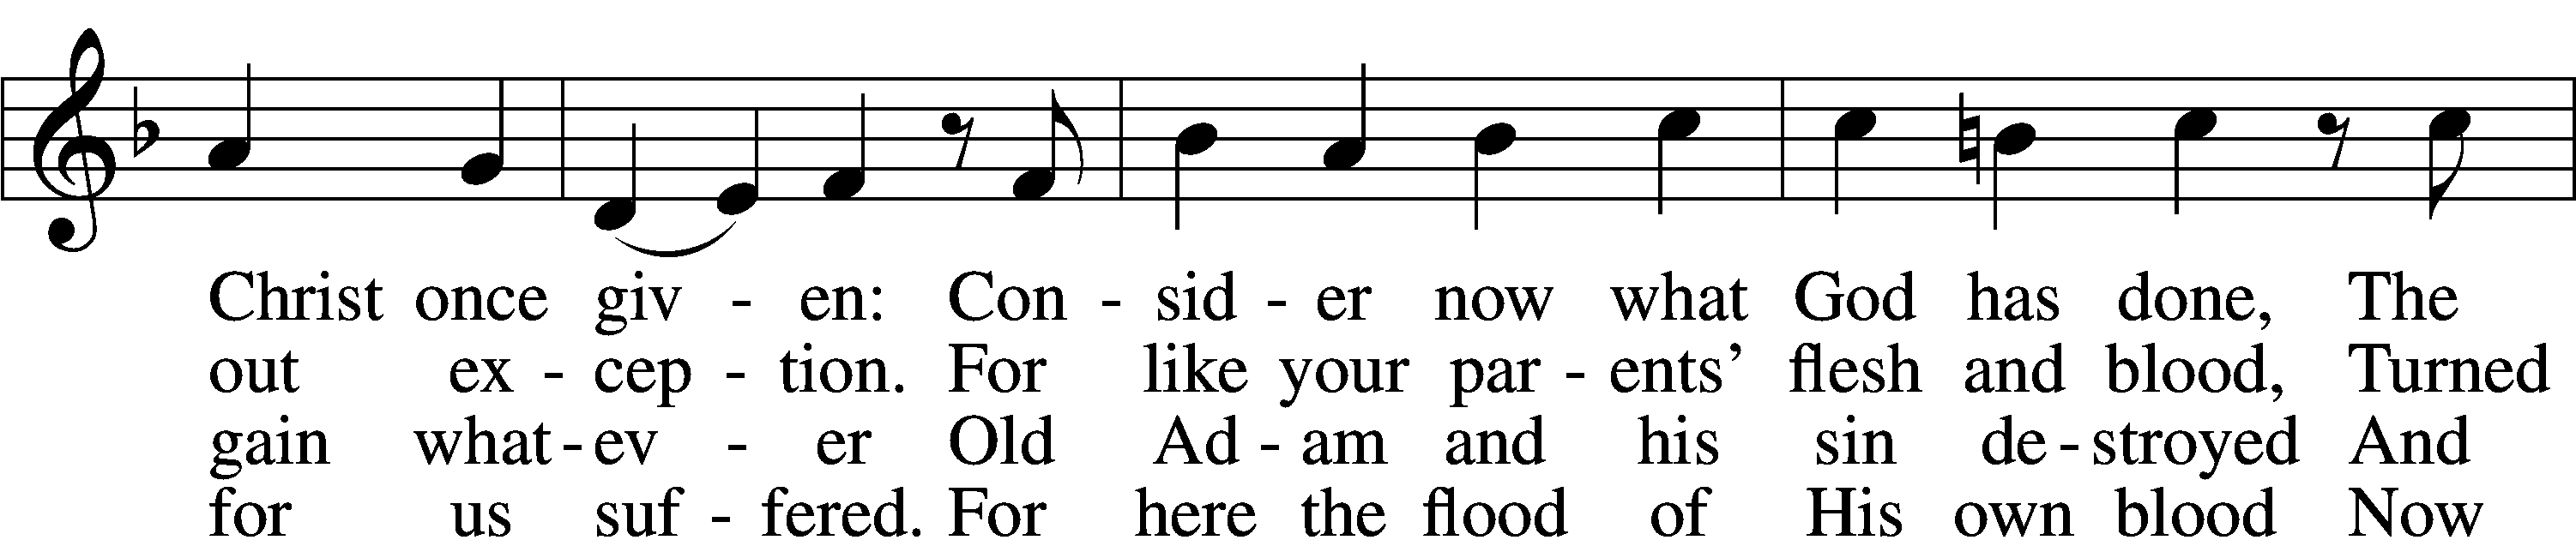 Christ once giv - en: Con - sid - er now what God has done, The
out ex - cep - tion. For like your par - ents’ flesh and blood, Turned
gain what - ev - er Old Ad - am and his sin de - stroyed And
for us suf - fered. For here the flood of His own blood Now